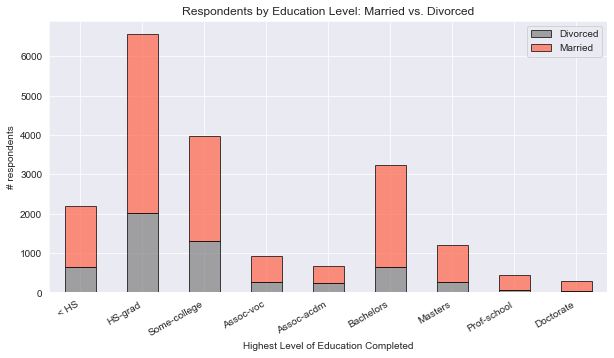 Respondents by Education Level: Married vs. Divorced
Divorced
Married
# respondents
6000
5000
4000
3000
2000
1000
0
< HS
HS-grad
Some-college
Assoc-voc
Assoc-acdm
Bachelors
Masters
Prof-school
Doctorate
Highest Level of Education Completed